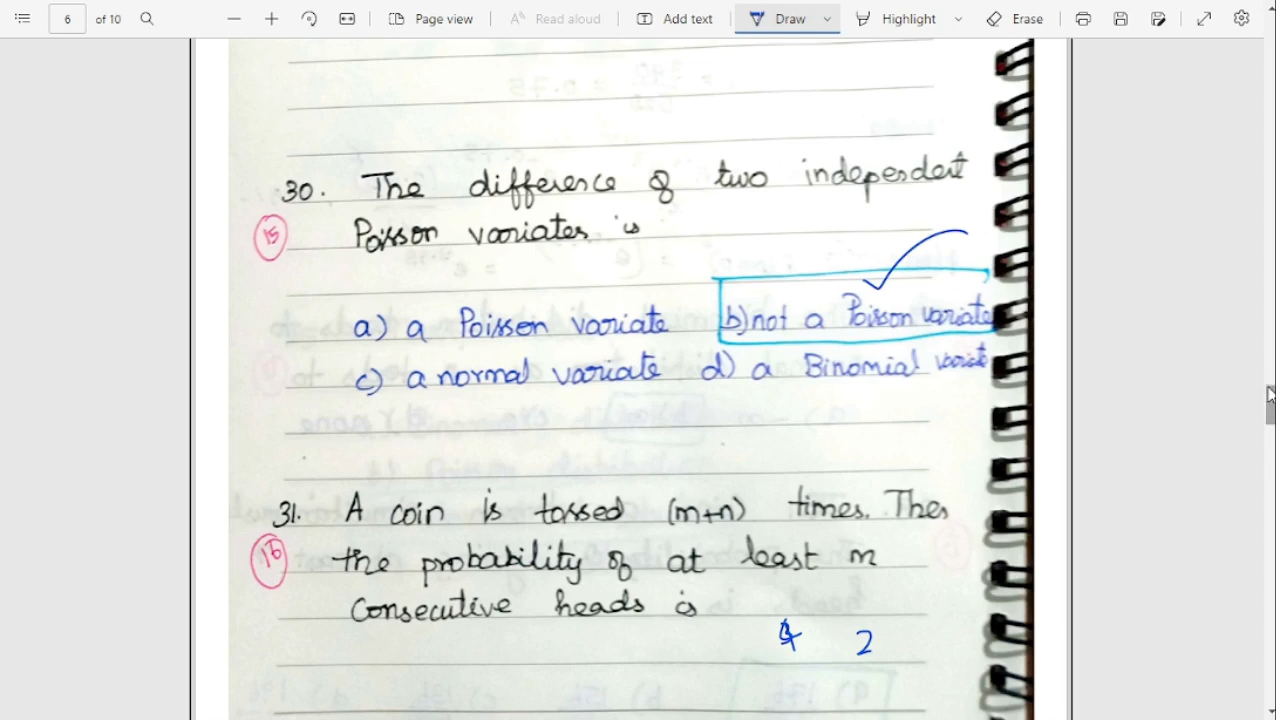 6 of 10 Page view Read aloud Add text Draw Highlight Erase
30. The difference of two independent
15 Poisson variates is
a) a Poisson variate b) not a Poisson variate
c) a normal variate d) a Binomial variate
31. A coin is tossed (m+n) times. Then
16 the probability of at least m
Consecutive heads is
4 2